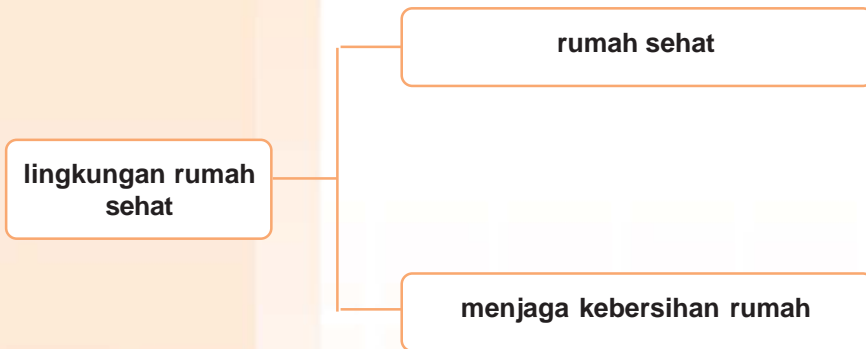 rumah sehat
lingkungan rumah
sehat
menjaga kebersihan rumah